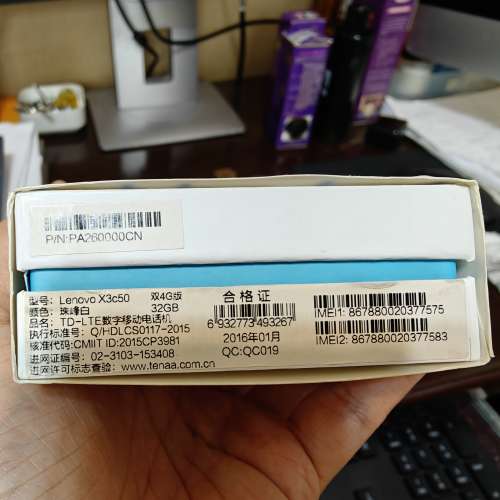 P/N:PA260000CN
型号: Lenovo X3c50 双4G版
颜色: 珠峰白 32GB
品名: TD-LTE数字移动电话机
执行标准号: Q/HDLCS0117-2015
核准代码:CMIIT ID:2015CP3981
进网证编号: 02-3103-153408
进网许可标志查验: www.tenaa.com.cn
合格证
6 932773 493267
2016年01月
QC:QC019
IMEI1: 867880020377575
IMEI2: 867880020377583